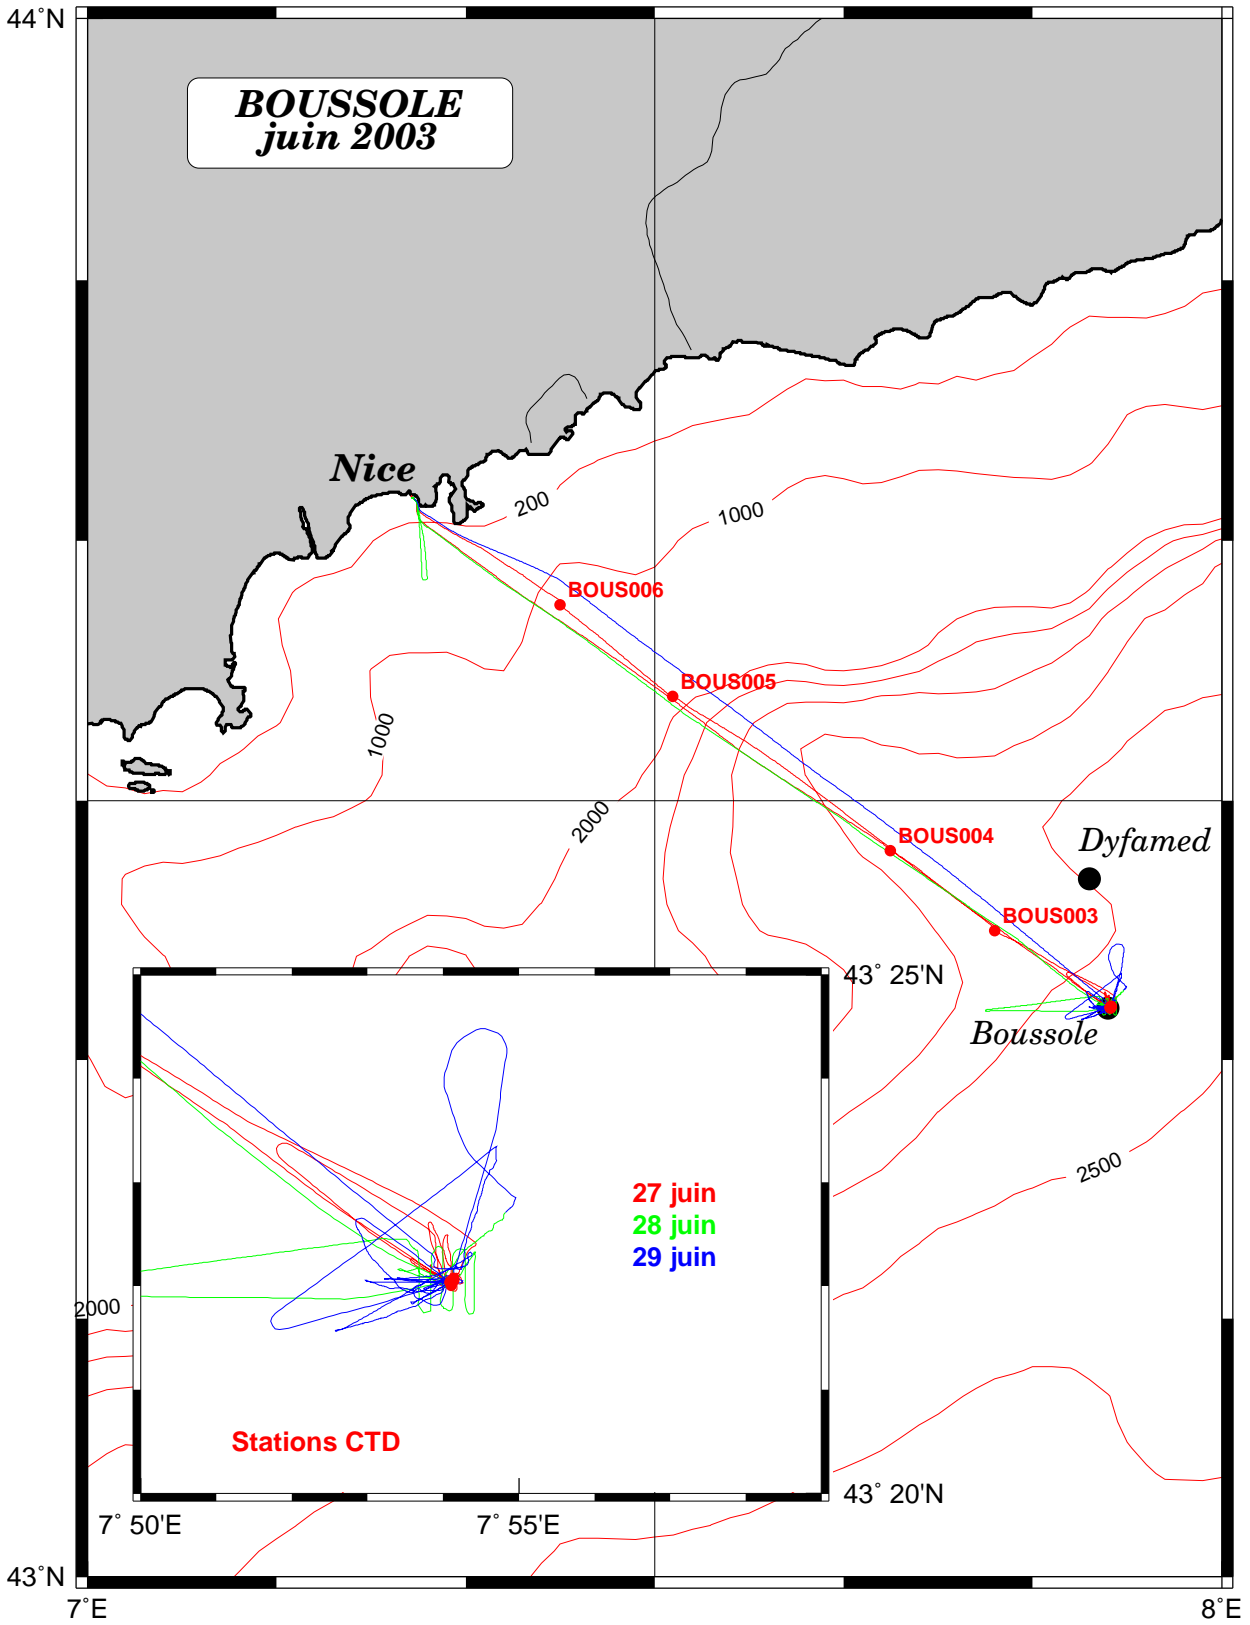 44°N
BOUSSOLE
juin 2003
Nice
200
1000
BOUS006
BOUS005
1000
2000
BOUS004
Dyfamed
BOUS003
43° 25'N
Boussole
2500
27 juin
28 juin
29 juin
2000
Stations CTD
43° 20'N
7° 50'E
7° 55'E
43°N
7°E
8°E